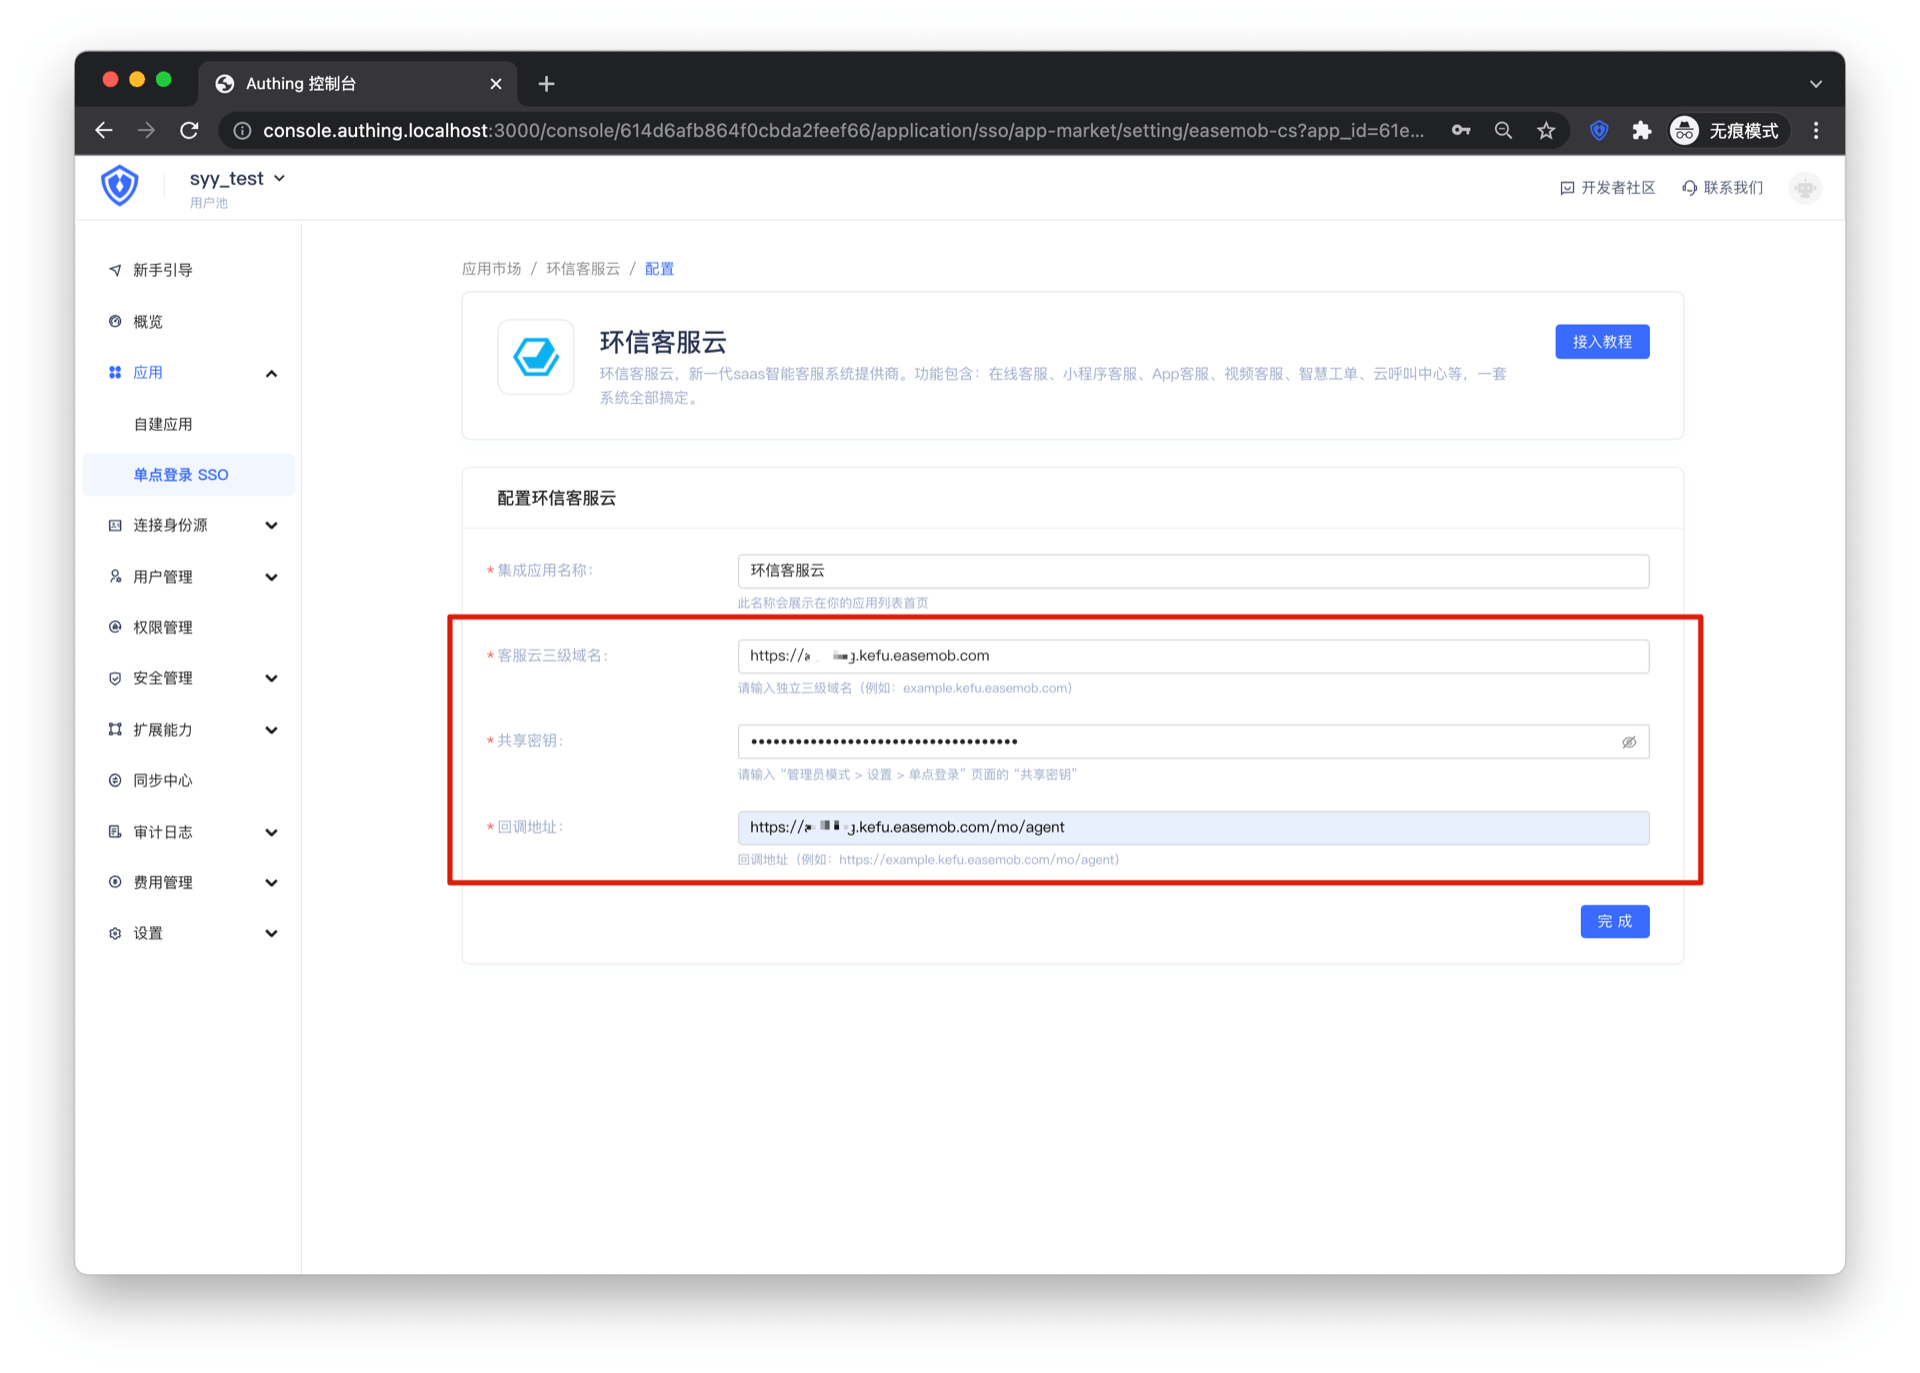 Authing 控制台
console.authing.localhost:3000/console/614d6afb864f0cbda2feef66/application/sso/app-market/setting/easemob-cs?app_id=61e...
无痕模式
syy_test
用户池
开发者社区
联系我们
新手引导
概览
应用
自建应用
单点登录 SSO
连接身份源
用户管理
权限管理
安全管理
扩展能力
同步中心
审计日志
费用管理
设置
应用市场 / 环信客服云 / 配置
环信客服云
接入教程
环信客服云，新一代saas智能客服系统提供商。功能包含：在线客服、小程序客服、App客服、视频客服、智慧工单、云呼叫中心等，一套
系统全部搞定。
配置环信客服云
* 集成应用名称：
环信客服云
此名称会展示在你的应用列表首页
* 客服云三级域名：
https:// .kefu.easemob.com
请输入独立三级域名（例如：example.kefu.easemob.com）
* 共享密钥：
••••••••••••••••••••••••••••••••••••
请输入“管理员模式 > 设置 > 单点登录”页面的“共享密钥”
* 回调地址：
https:// .kefu.easemob.com/mo/agent
回调地址（例如：https://example.kefu.easemob.com/mo/agent）
完 成